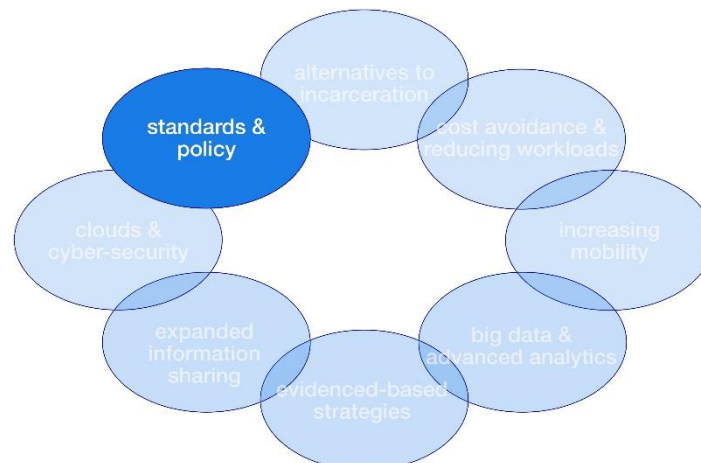 alternatives to
incarceration
standards &
policy
cost avoidance &
reducing workloads
clouds &
cyber-security
increasing
mobility
expanded
information
sharing
big data &
advanced analytics
evidenced-based
strategies